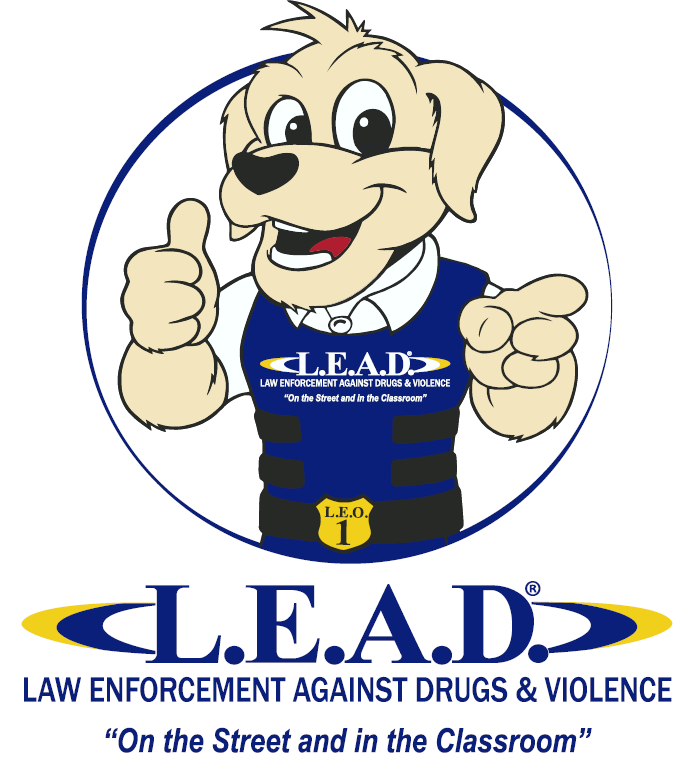 L.E.A.D.®
LAW ENFORCEMENT AGAINST DRUGS & VIOLENCE
“On the Street and in the Classroom”
L.E.O.
1
L.E.A.D.®
LAW ENFORCEMENT AGAINST DRUGS & VIOLENCE
“On the Street and in the Classroom”